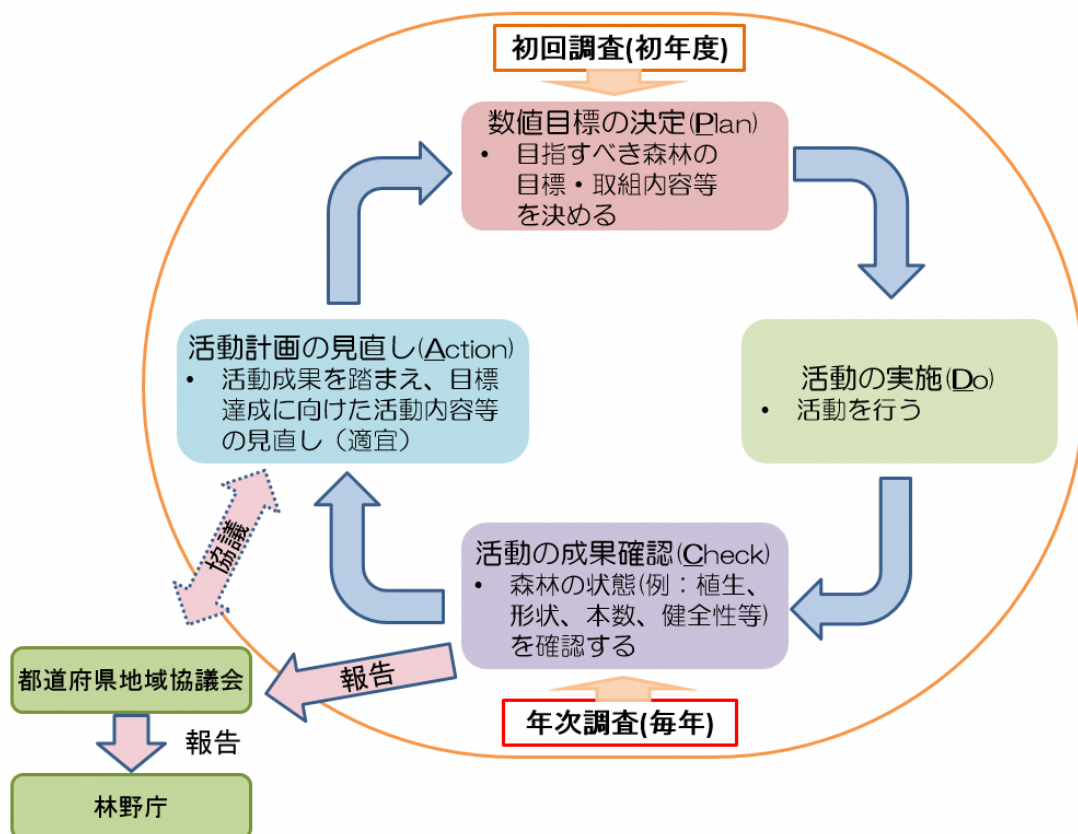 初回調査(初年度)
数値目標の決定(Plan)
• 目指すべき森林の
目標・取組内容等
を決める
活動計画の見直し(Action)
• 活動成果を踏まえ、目標
達成に向けた活動内容等
の見直し（適宜）
活動の実施(Do)
• 活動を行う
活動の成果確認(Check)
• 森林の状態(例：植生、
形状、本数、健全性等)
を確認する
協議
報告
都道府県地域協議会
年次調査(毎年)
報告
林野庁